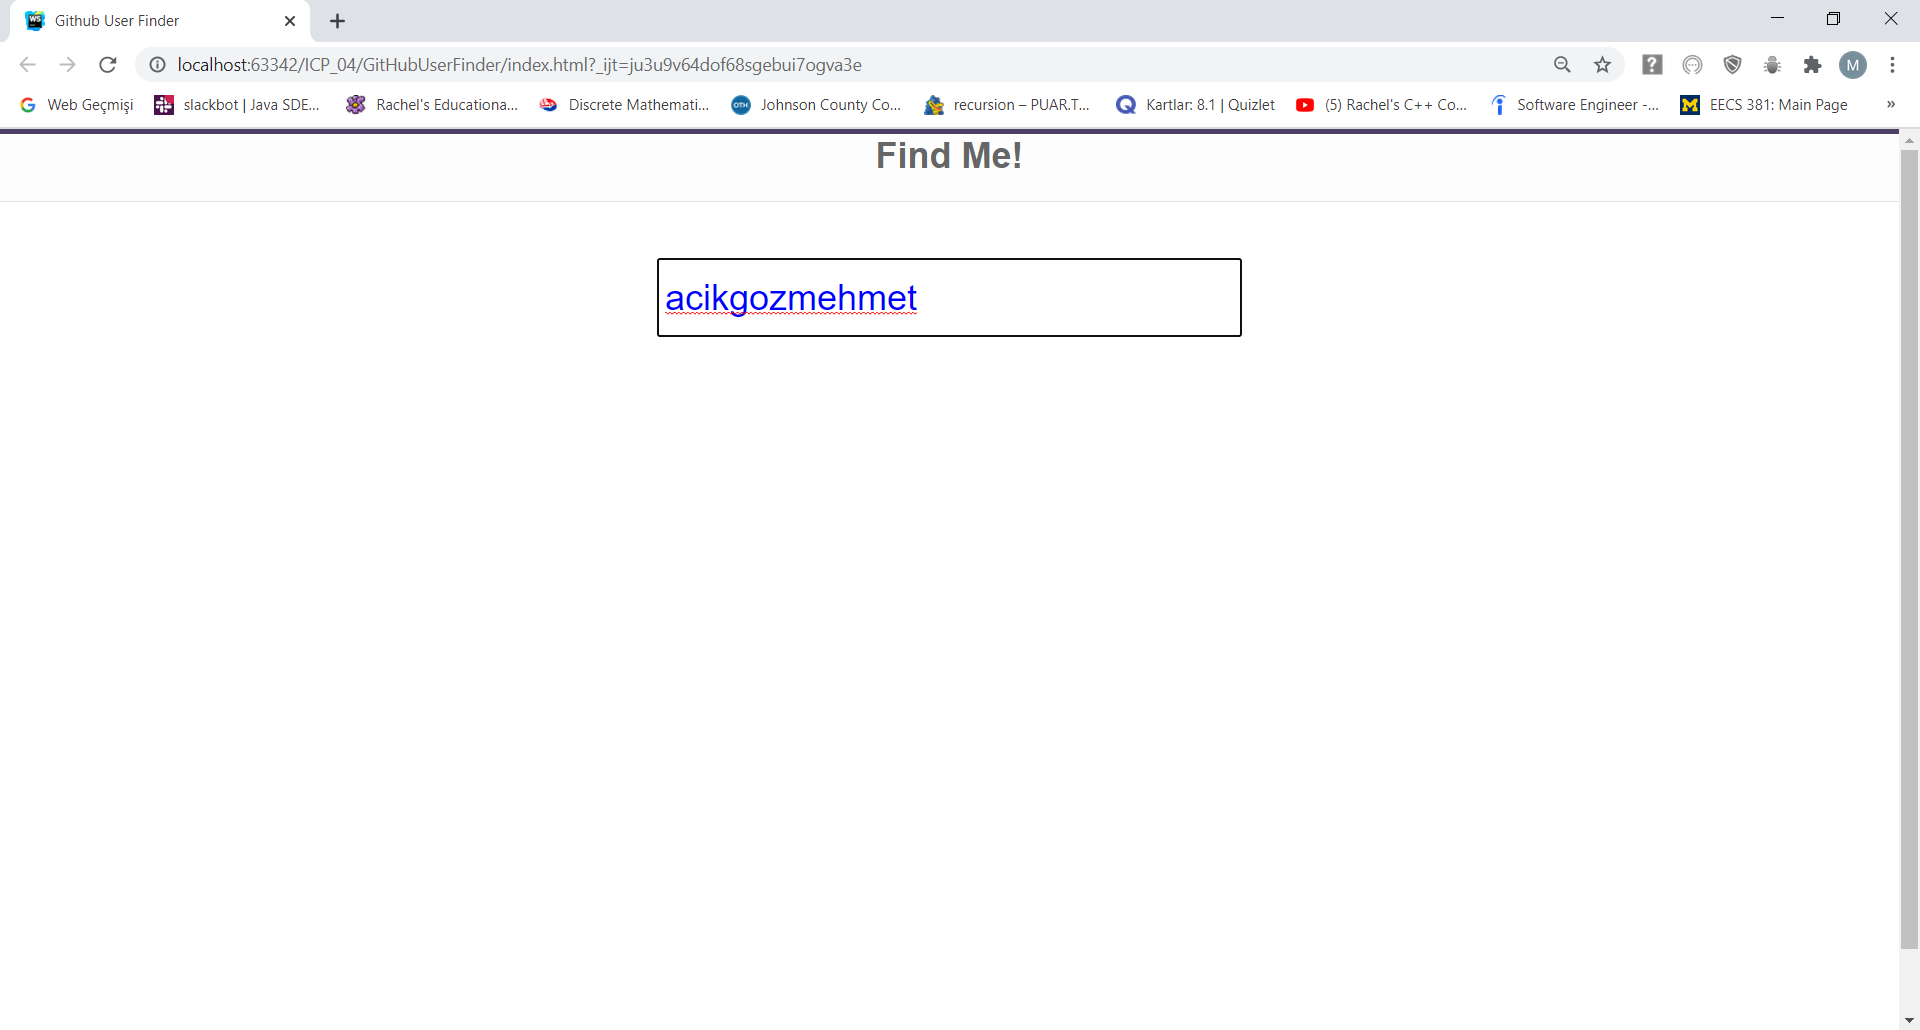 Github User Finder
localhost:63342/ICP_04/GitHubUserFinder/index.html?_ijt=ju3u9v64dof68sgebui7ogva3e
M
Web Geçmişi slackbot | Java SDE... Rachel's Educationa... Discrete Mathemati... Johnson County Co... recursion – PUAR.T... Kartlar: 8.1 | Quizlet (5) Rachel's C++ Co... Software Engineer -... EECS 381: Main Page »
Find Me!
acikgozmehmet